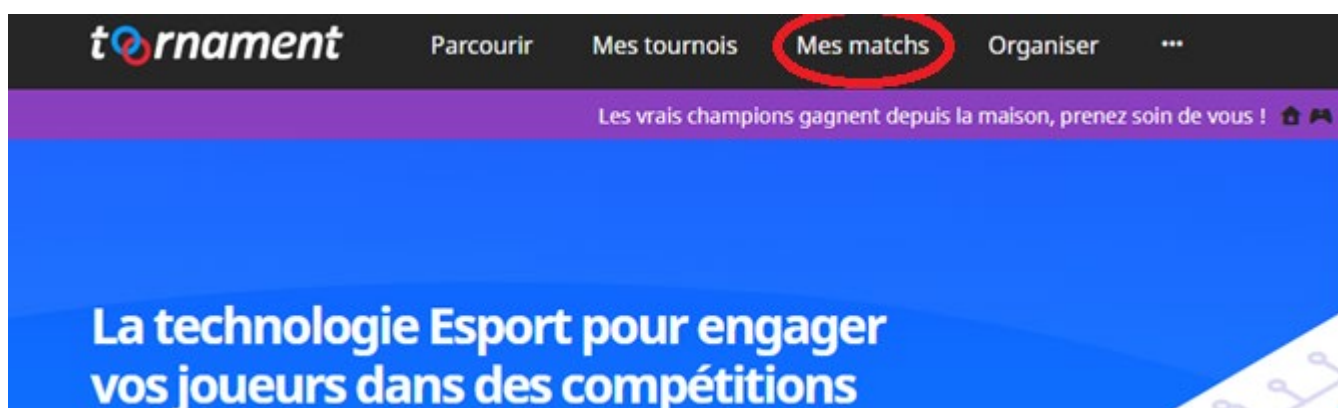 toornament
Parcourir Mes tournois Mes matchs Organiser ...
Les vrais champions gagnent depuis la maison, prenez soin de vous !
La technologie Esport pour engager
vos joueurs dans des compétitions